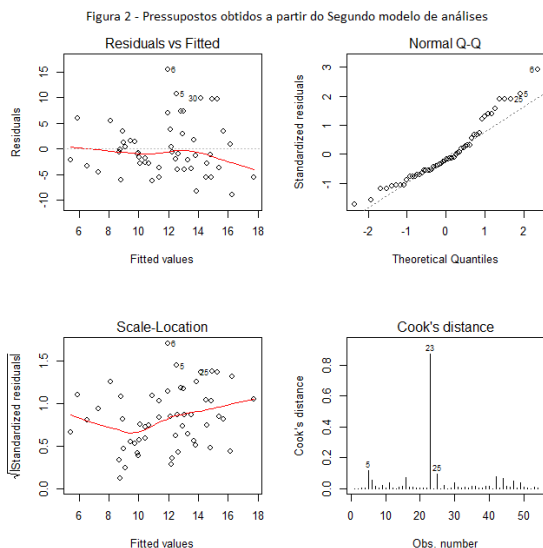 Figura 2 - Pressupostos obtidos a partir do Segundo modelo de análises
Residuals vs Fitted
Residuals
15
10
5
0
-5
-10
6
5
30
6 8 10 12 14 16 18
Fitted values
Normal Q-Q
Standardized residuals
3
2
1
0
-1
6
5
25
-2 -1 0 1 2
Theoretical Quantiles
Scale-Location
√|Standardized residuals|
1.5
1.0
0.5
0.0
6
5
25
6 8 10 12 14 16 18
Fitted values
Cook's distance
Cook's distance
0.8
0.6
0.4
0.2
0.0
23
5
25
0 10 20 30 40 50
Obs. number